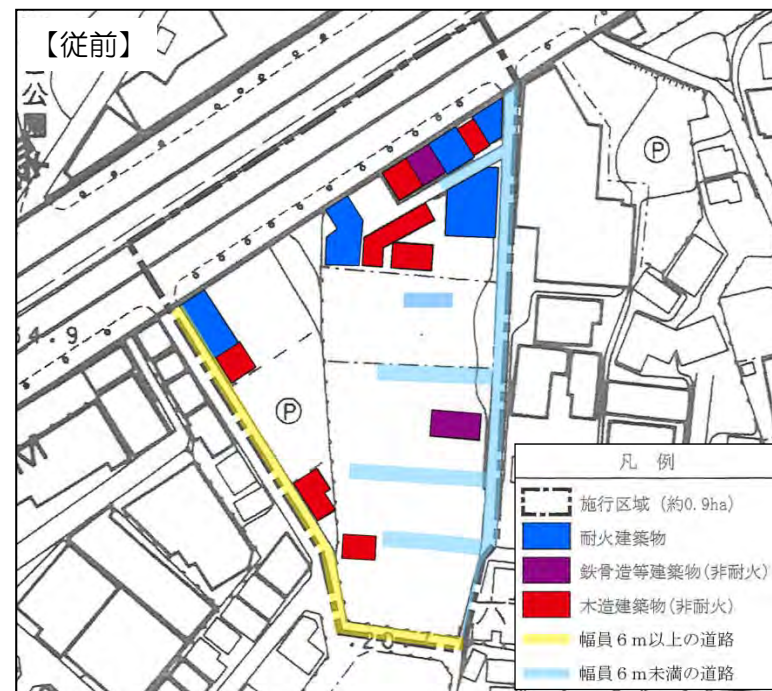 【従前】
公
Ⓟ
34.9
Ⓟ
凡 例
施行区域 (約0.9ha)
耐火建築物
鉄骨造等建築物(非耐火)
木造建築物(非耐火)
幅員6m以上の道路
幅員6m未満の道路